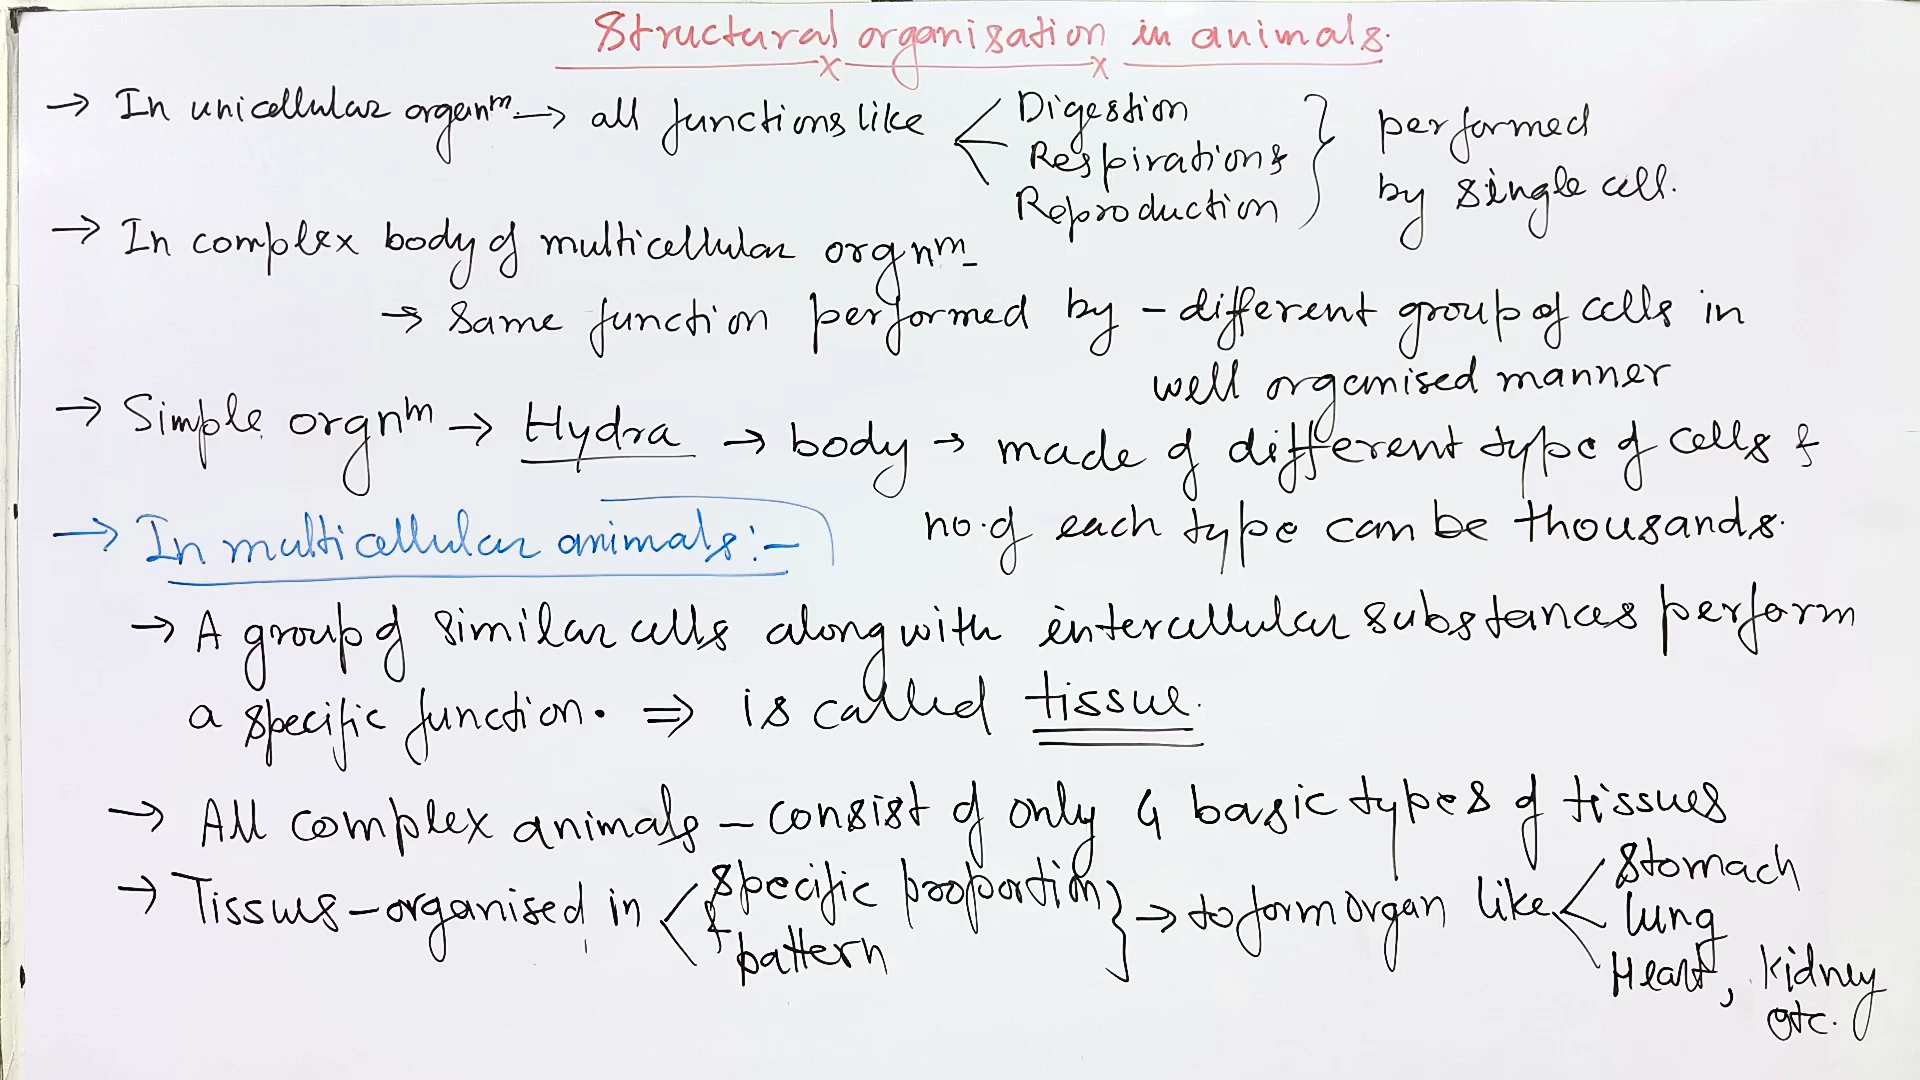 Structural organisation in animals.
→ In unicellular organᵐ. → all functions like < Digestion
Respiration &
Reproduction } performed
by single cell.
→ In complex body of multicellular orgnᵐ_
→ same function performed by - different group of cells in
well organised manner
→ Simple orgnᵐ → Hydra → body → made of different type of cells &
no. of each type can be thousands.
→ In multicellular animals:-
→ A group of similar cells along with intercellular substances perform
a specific function. ⇒ is called tissue.
→ All complex animals - consist of only 4 basic types of tissues
→ Tissues - organised in < specific proportion
& pattern } → to form organ like < Stomach
lung
Heart, Kidney
etc.